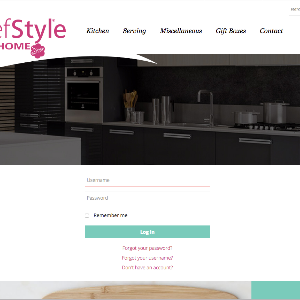 efStyle
HOME
Kitchen Serving Miscellaneous Gift Boxes Contact
Username
Password
Remember me
Log in
Forgot your password?
Forgot your username?
Don't have an account?